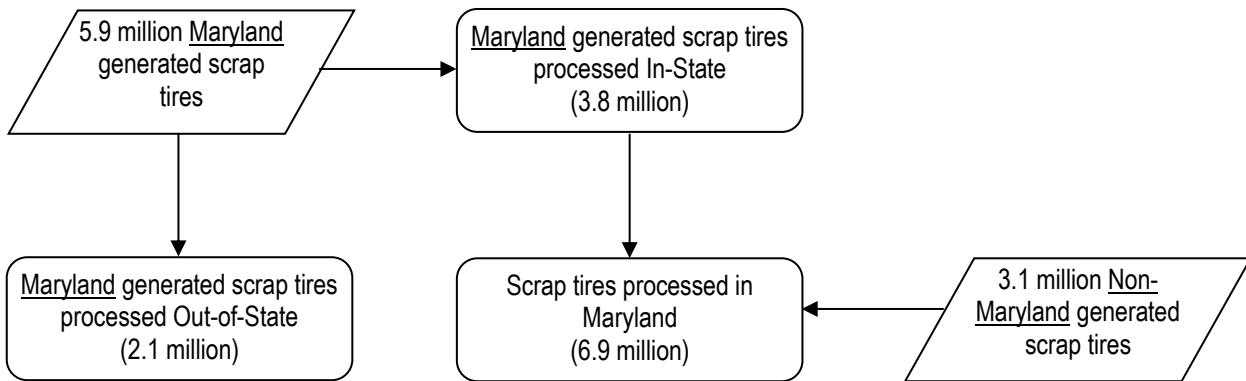 5.9 million Maryland
generated scrap
tires
Maryland generated scrap tires
processed In-State
(3.8 million)
Maryland generated scrap tires
processed Out-of-State
(2.1 million)
Scrap tires processed in
Maryland
(6.9 million)
3.1 million Non-
Maryland generated
scrap tires